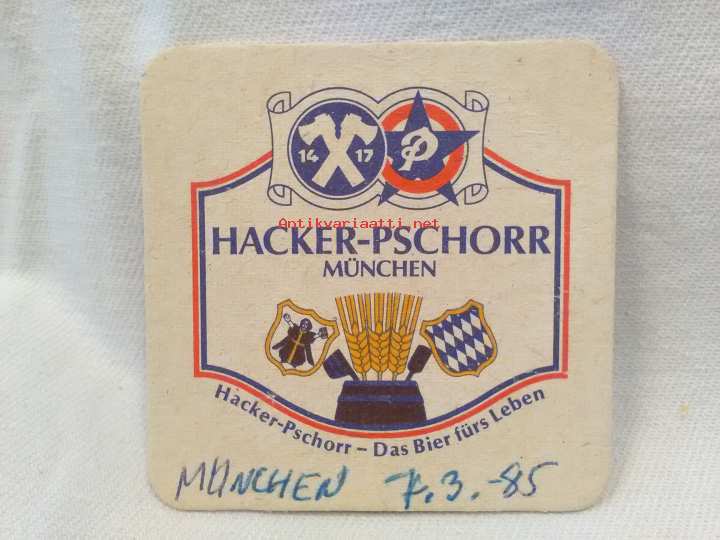 14 17 P
Antikvariaatti.net
HACKER-PSCHORR
MÜNCHEN
Hacker-Pschorr – Das Bier fürs Leben
MÜNCHEN 7.3.-85